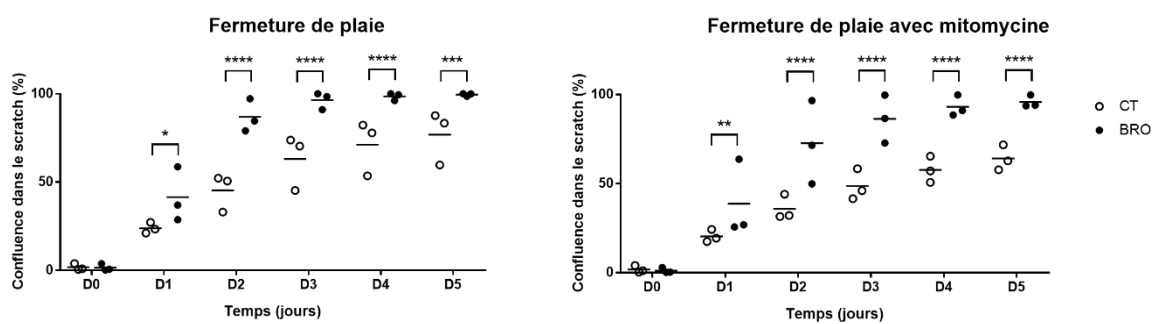 Fermeture de plaie
Confluence dans le scratch (%)
100
50
0
* **** **** **** ***
D0 D1 D2 D3 D4 D5
Temps (jours)
Fermeture de plaie avec mitomycine
Confluence dans le scratch (%)
100
50
0
** **** **** **** ****
D0 D1 D2 D3 D4 D5
Temps (jours)
CT
BRO